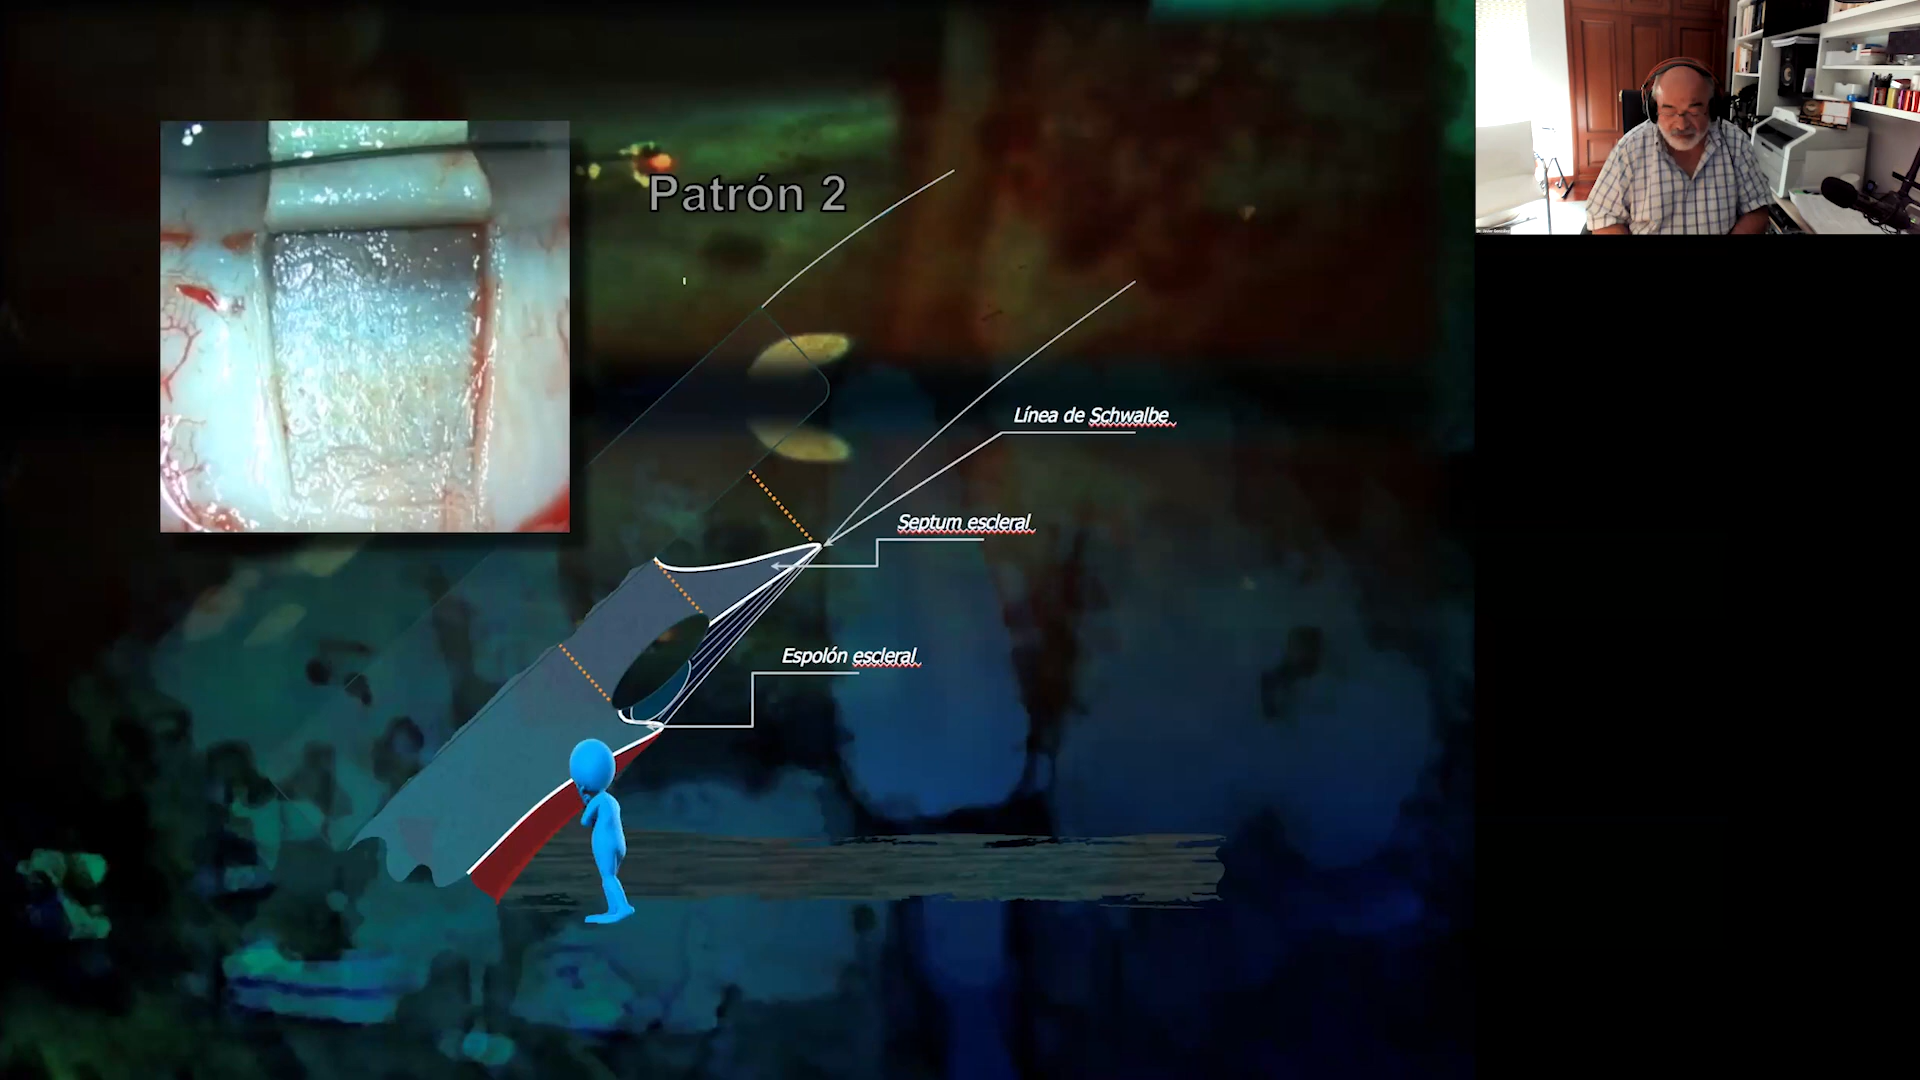 Patrón 2
Línea de Schwalbe
Septum escleral
Espolón escleral